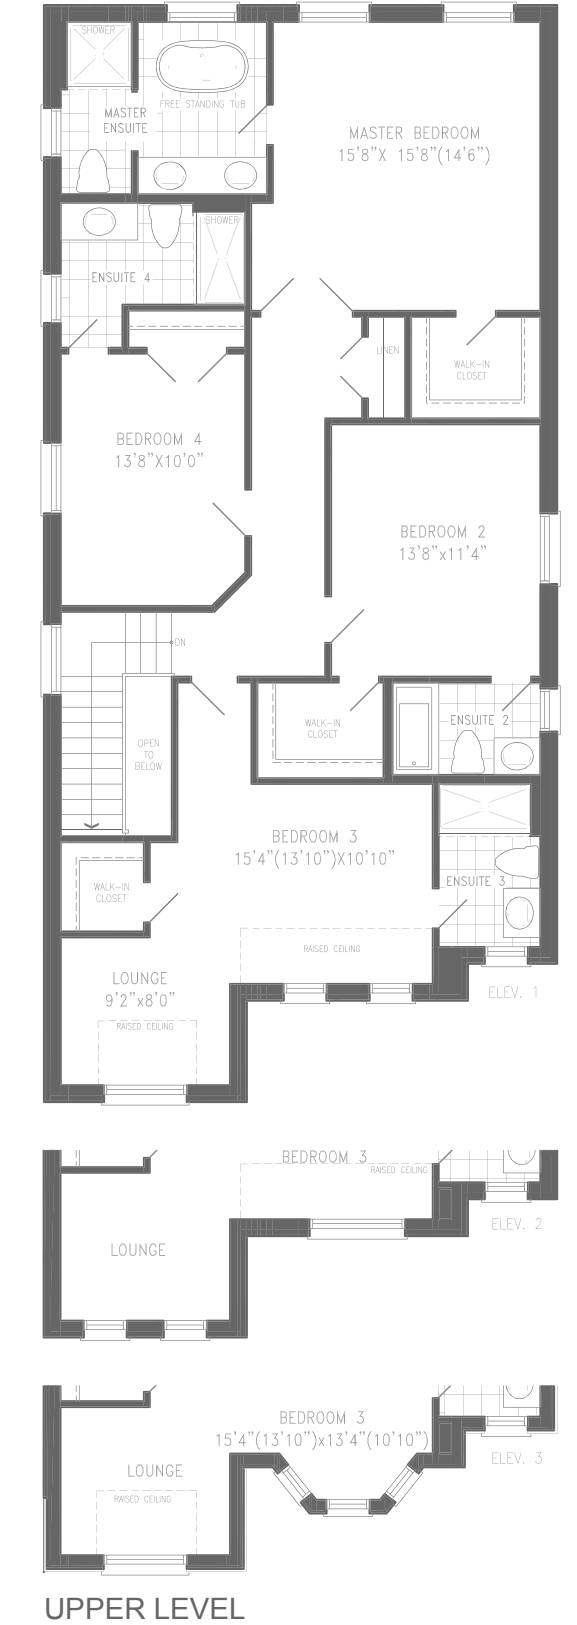 SHOWER
FREE STANDING TUB
MASTER
ENSUITE
MASTER BEDROOM
15'8"X 15'8"(14'6")
SHOWER
ENSUITE 4
LINEN
WALK-IN
CLOSET
BEDROOM 4
13'8"X10'0"
BEDROOM 2
13'8"x11'4"
DN
OPEN
TO
BELOW
WALK-IN
CLOSET
ENSUITE 2
BEDROOM 3
15'4"(13'10")X10'10"
WALK-IN
CLOSET
ENSUITE 3
RAISED CEILING
LOUNGE
9'2"x8'0"
RAISED CEILING
ELEV. 1
BEDROOM 3
RAISED CEILING
ELEV. 2
LOUNGE
BEDROOM 3
15'4"(13'10")x13'4"(10'10")
ELEV. 3
LOUNGE
RAISED CEILING
UPPER LEVEL